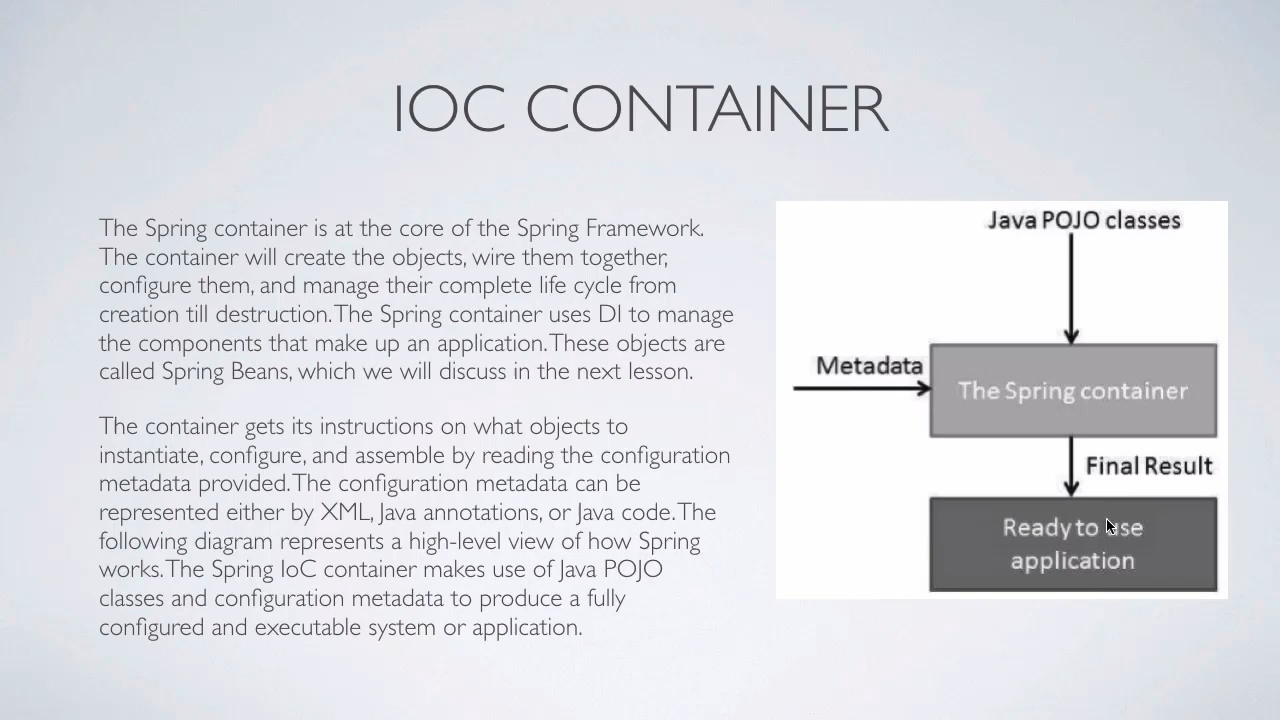 IOC CONTAINER
The Spring container is at the core of the Spring Framework.
The container will create the objects, wire them together,
configure them, and manage their complete life cycle from
creation till destruction. The Spring container uses DI to manage
the components that make up an application. These objects are
called Spring Beans, which we will discuss in the next lesson.
The container gets its instructions on what objects to
instantiate, configure, and assemble by reading the configuration
metadata provided. The configuration metadata can be
represented either by XML, Java annotations, or Java code. The
following diagram represents a high-level view of how Spring
works. The Spring IoC container makes use of Java POJO
classes and configuration metadata to produce a fully
configured and executable system or application.
Java POJO classes
Metadata
The Spring container
Final Result
Ready to use
application